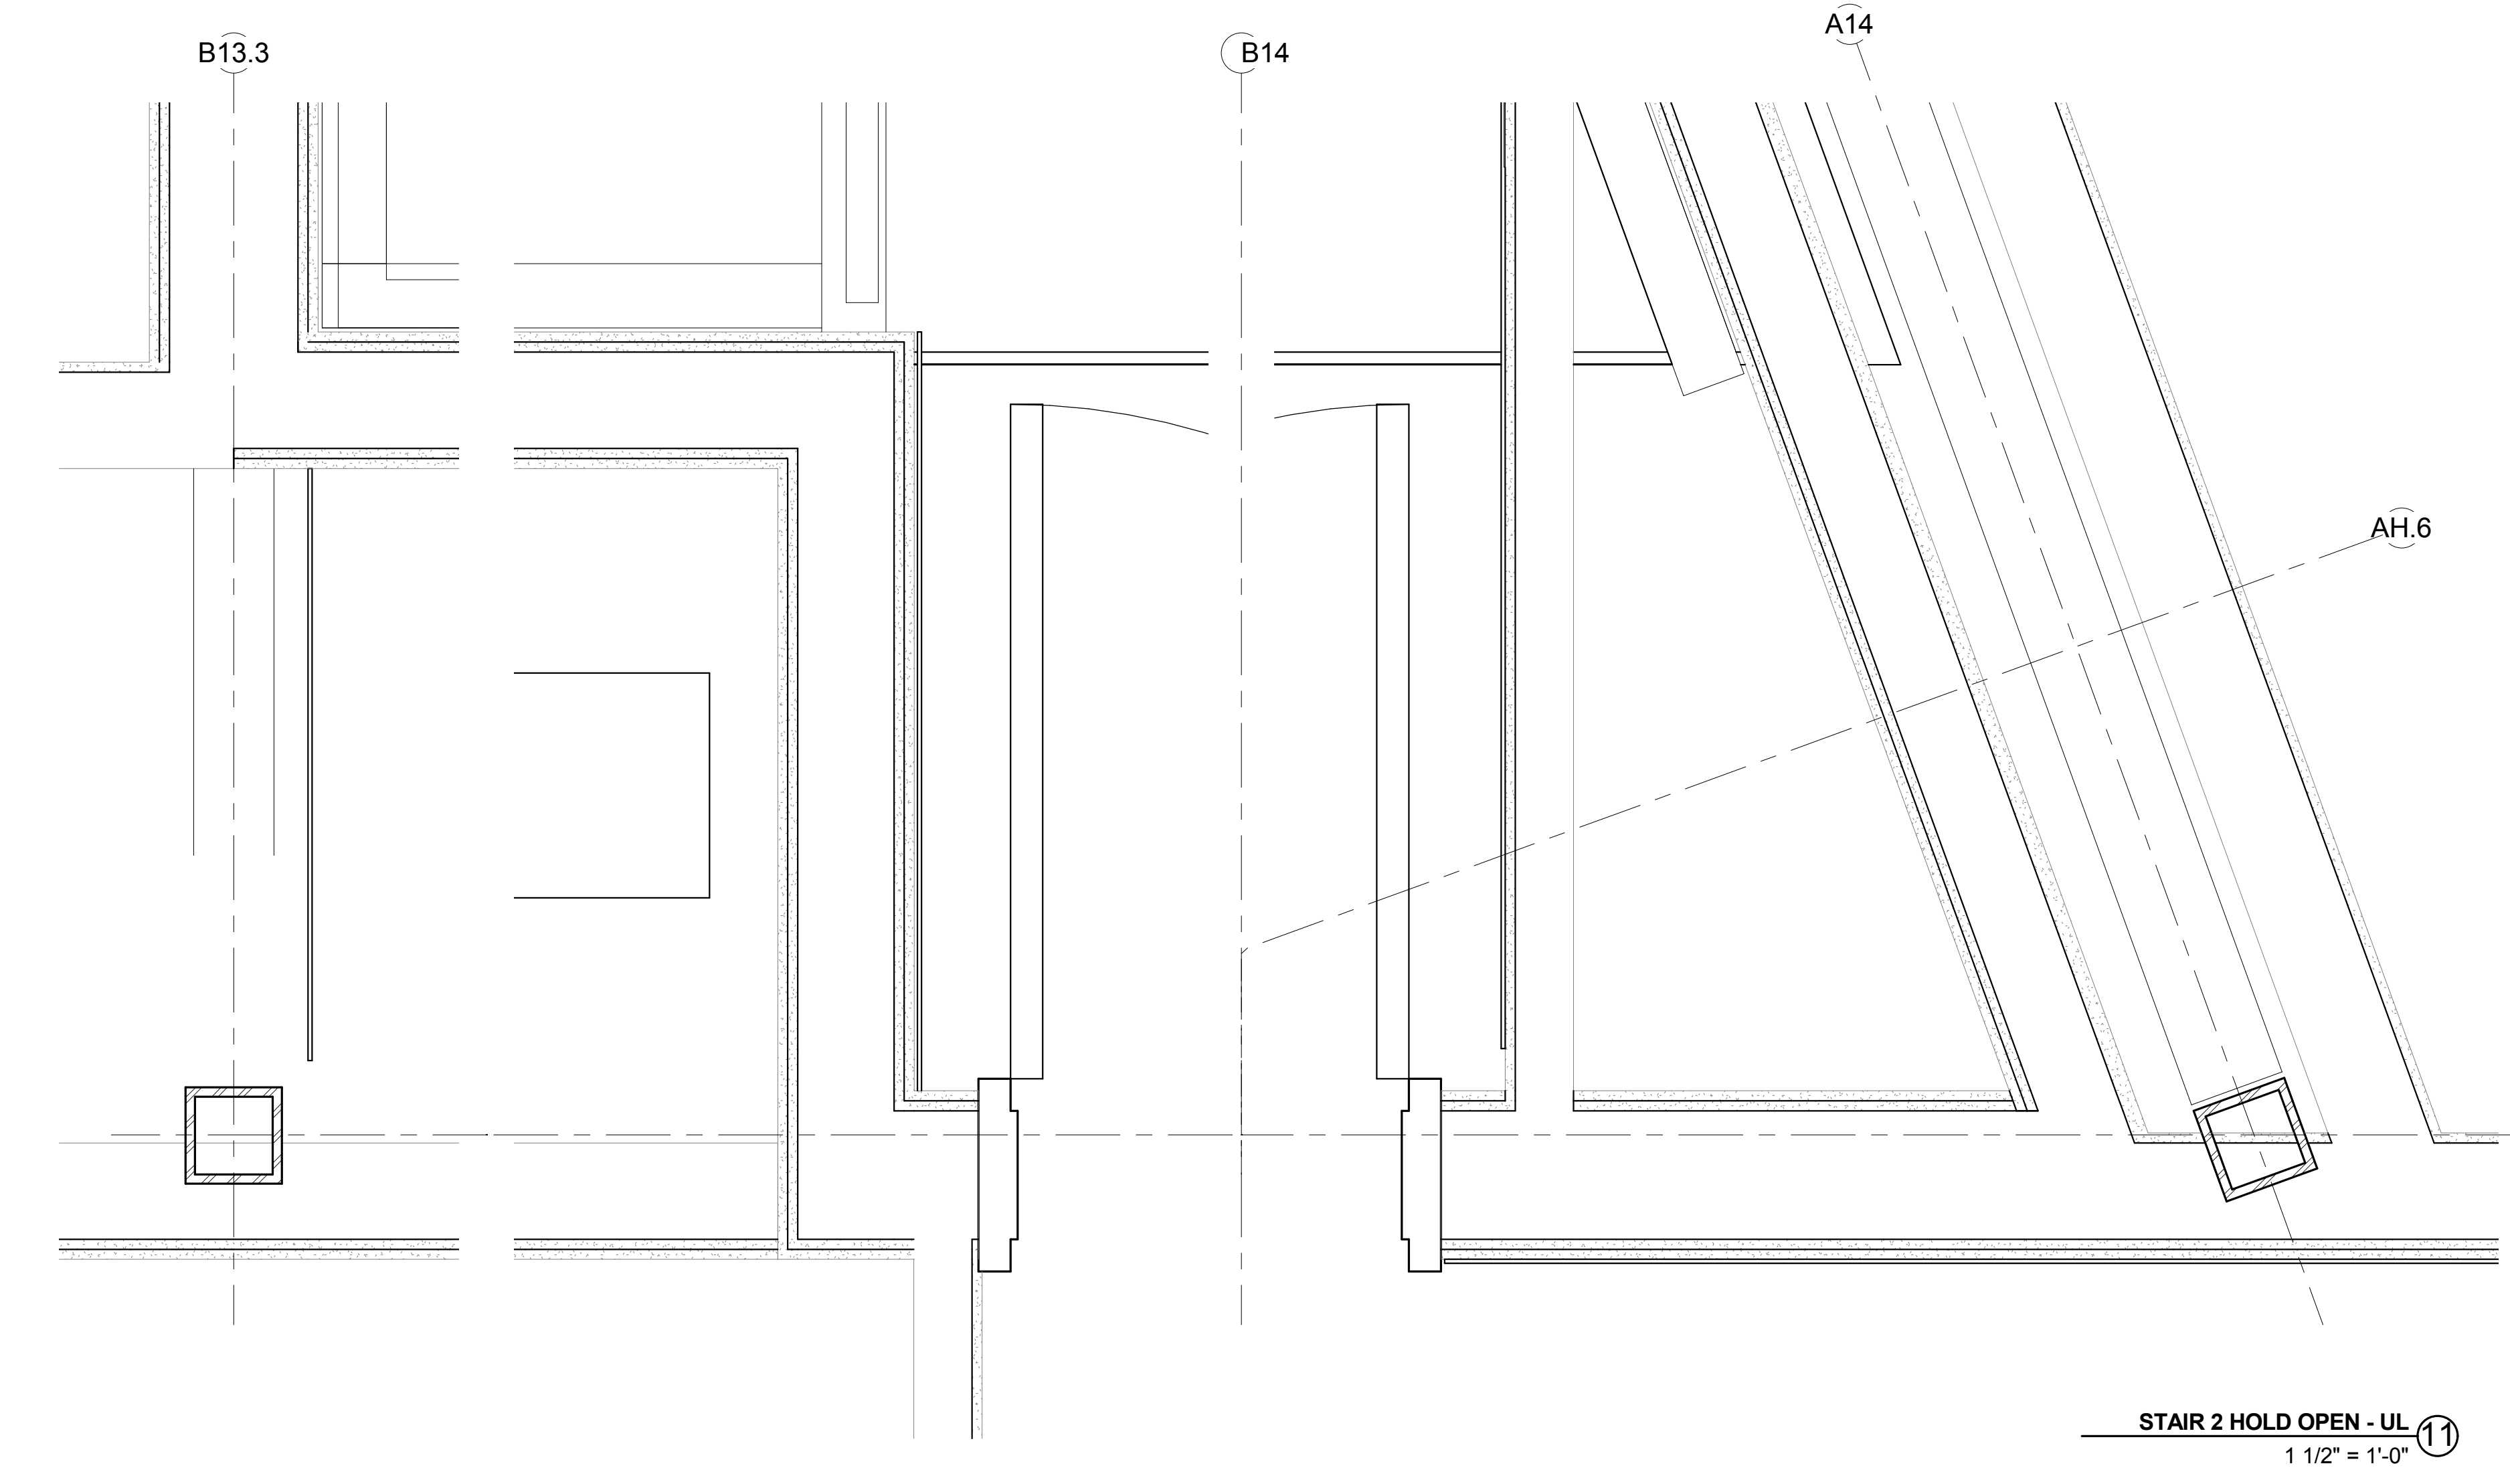 A14
B13.3
B14
AH.6
STAIR 2 HOLD OPEN - UL
11
1 1/2" = 1'-0"